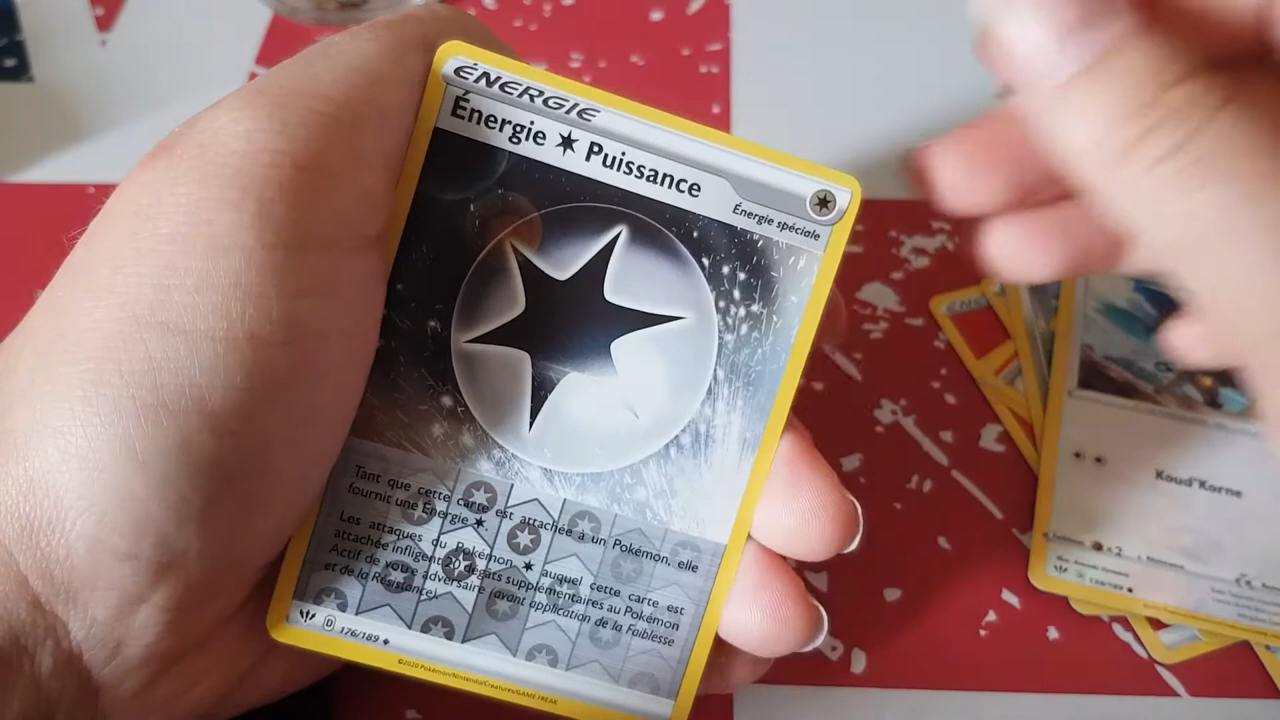 ÉNERGIE
Énergie ✶ Puissance
Énergie spéciale
Tant que cette carte est attachée à un Pokémon, elle
fournit une Énergie ✶.
Les attaques du Pokémon ✶ auquel cette carte est
attachée infligent 20 dégâts supplémentaires au Pokémon
Actif de votre adversaire (avant application de la Faiblesse
et de la Résistance).
D 176/189
©2020 Pokémon/Nintendo/Creatures/GAME FREAK
Koud'Korne
×2